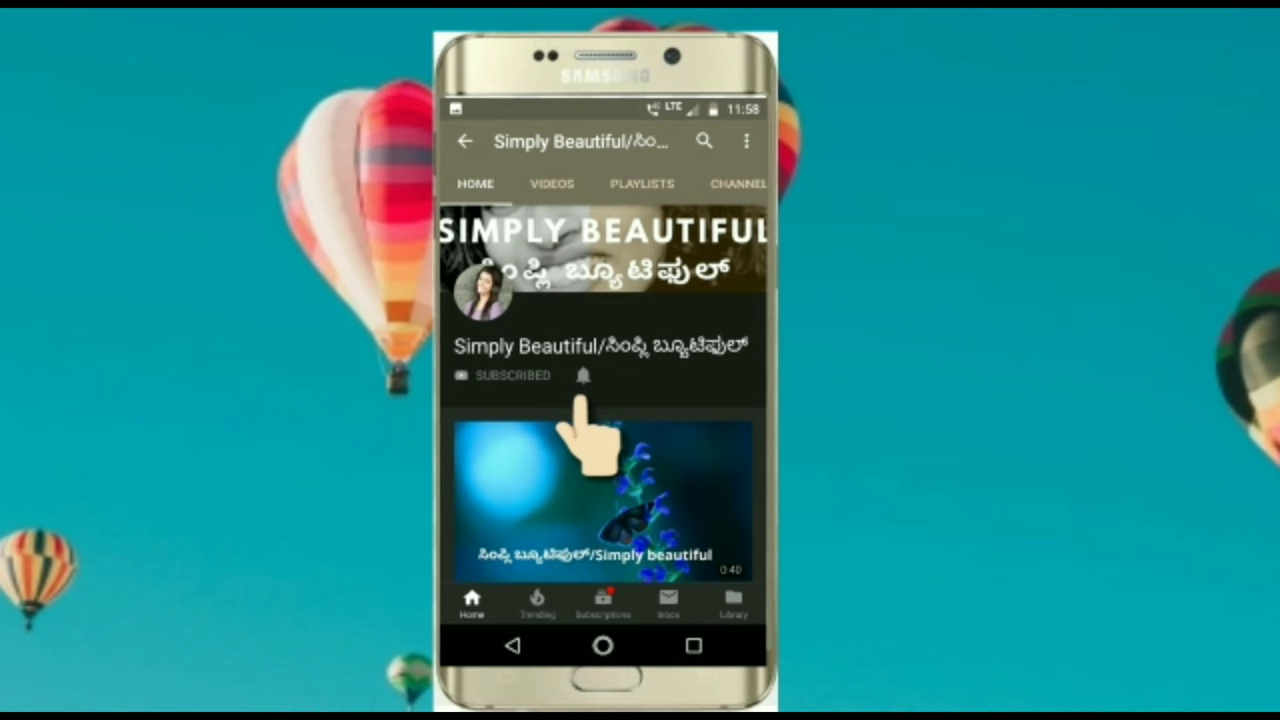 SAMSUNG
LTE 11:58
Simply Beautiful/ಸಿಂ...
HOME VIDEOS PLAYLISTS CHANNEL
SIMPLY BEAUTIFUL
ಸಿಂಪ್ಲಿ ಬ್ಯೂಟಿಫುಲ್
Simply Beautiful/ಸಿಂಪ್ಲಿ ಬ್ಯೂಟಿಫುಲ್
SUBSCRIBED
ಸಿಂಪ್ಲಿ ಬ್ಯೂಟಿಫುಲ್/Simply beautiful
0:40
Home Trending Subscriptions Inbox Library